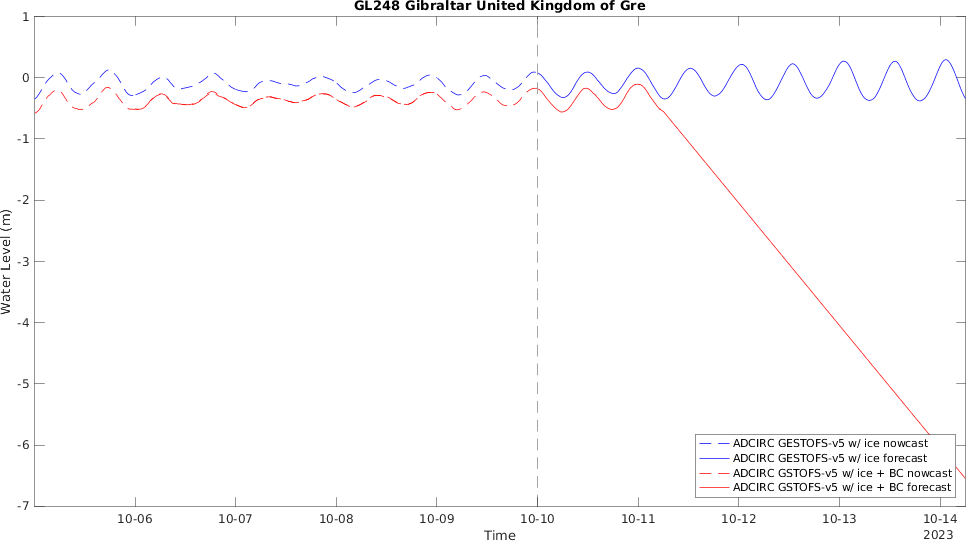 GL248 Gibraltar United Kingdom of Gre
1
0
-1
-2
-3
-4
-5
-6
-7
Water Level (m)
10-06
10-07
10-08
10-09
10-10
10-11
10-12
10-13
10-14
Time
2023
ADCIRC GESTOFS-v5 w/ ice nowcast
ADCIRC GESTOFS-v5 w/ ice forecast
ADCIRC GSTOFS-v5 w/ ice + BC nowcast
ADCIRC GSTOFS-v5 w/ ice + BC forecast